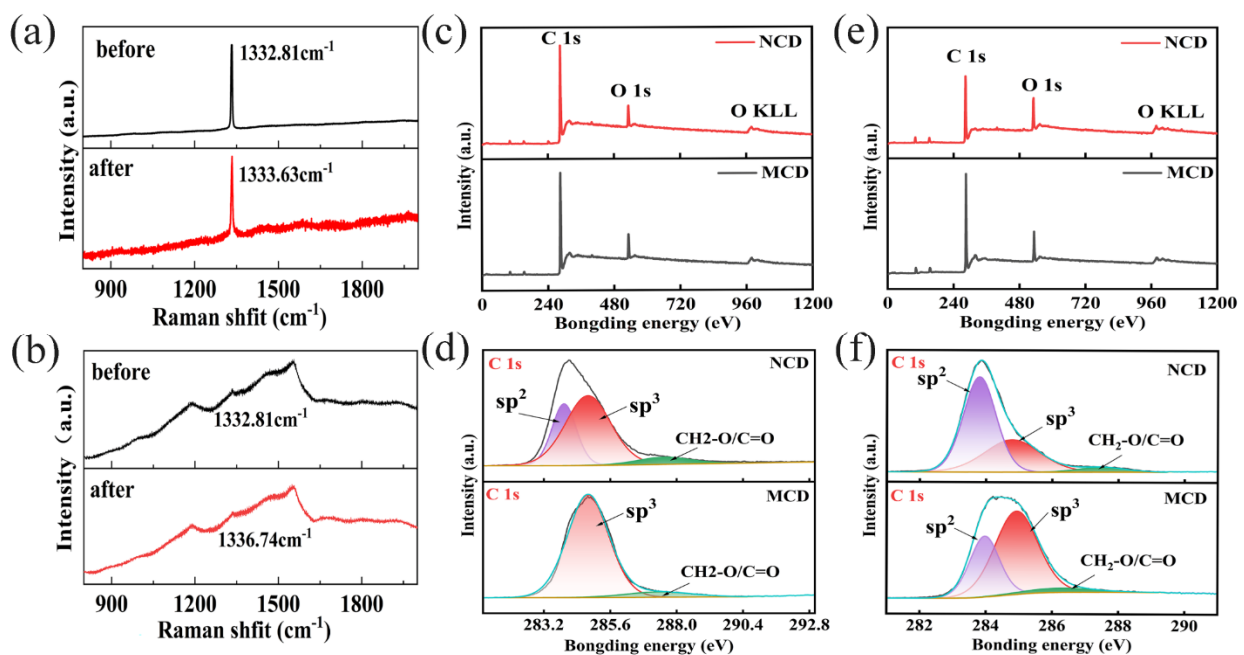 (a)
before
1332.81cm⁻¹
after
1333.63cm⁻¹
Intensity (a.u.)
900 1200 1500 1800
Raman shfit (cm⁻¹)
(b)
before
1332.81cm⁻¹
after
1336.74cm⁻¹
Intensity (a.u.)
900 1200 1500 1800
Raman shfit (cm⁻¹)
(c)
C 1s
NCD
O 1s
O KLL
MCD
Intensity (a.u.)
0 240 480 720 960 1200
Bongding energy (eV)
(d)
C 1s
NCD
sp²
sp³
CH2-O/C=O
C 1s
MCD
sp³
CH2-O/C=O
Intensity (a.u.)
283.2 285.6 288.0 290.4 292.8
Bongding energy (eV)
(e)
C 1s
NCD
O 1s
O KLL
MCD
Intensity (a.u.)
0 240 480 720 960 1200
Bongding energy (eV)
(f)
C 1s
NCD
sp²
sp³
CH₂-O/C=O
C 1s
MCD
sp²
sp³
CH₂-O/C=O
Intensity (a.u.)
282 284 286 288 290
Bongding energy (eV)